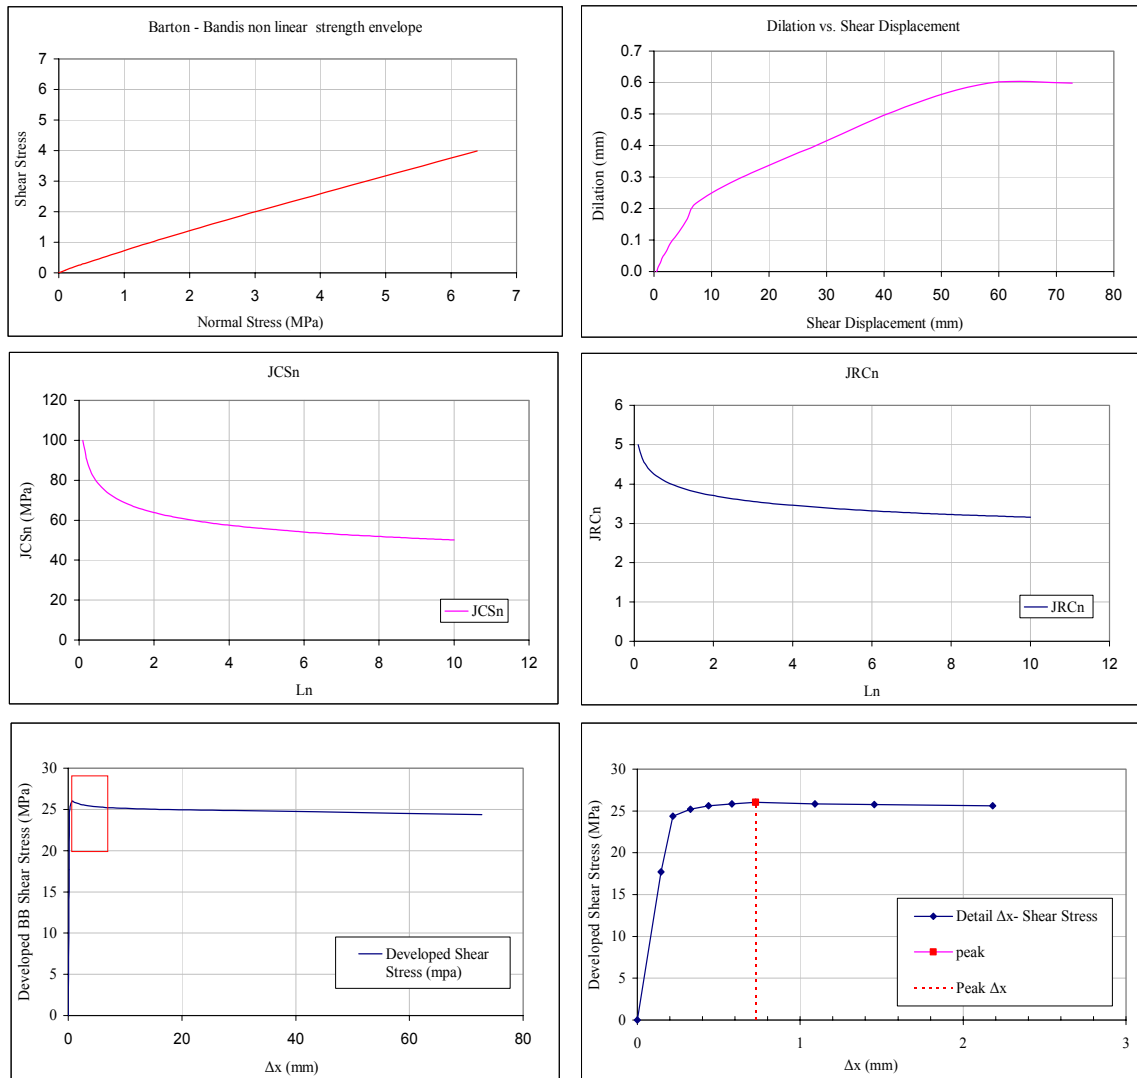 Barton - Bandis non linear strength envelope
Shear Stress
7
6
5
4
3
2
1
0
0 1 2 3 4 5 6 7
Normal Stress (MPa)
Dilation vs. Shear Displacement
Dilation (mm)
0.7
0.6
0.5
0.4
0.3
0.2
0.1
0.0
0 10 20 30 40 50 60 70 80
Shear Displacement (mm)
JCSn
JCSn (MPa)
120
100
80
60
40
20
0
JCSn
0 2 4 6 8 10 12
Ln
JRCn
JRCn
6
5
4
3
2
1
0
JRCn
0 2 4 6 8 10 12
Ln
Developed BB Shear Stress (MPa)
30
25
20
15
10
5
0
Developed Shear
Stress (mpa)
0 20 40 60 80
Δx (mm)
Developed Shear Stress (MPa)
30
25
20
15
10
5
0
Detail Δx- Shear Stress
peak
Peak Δx
0 1 2 3
Δx (mm)